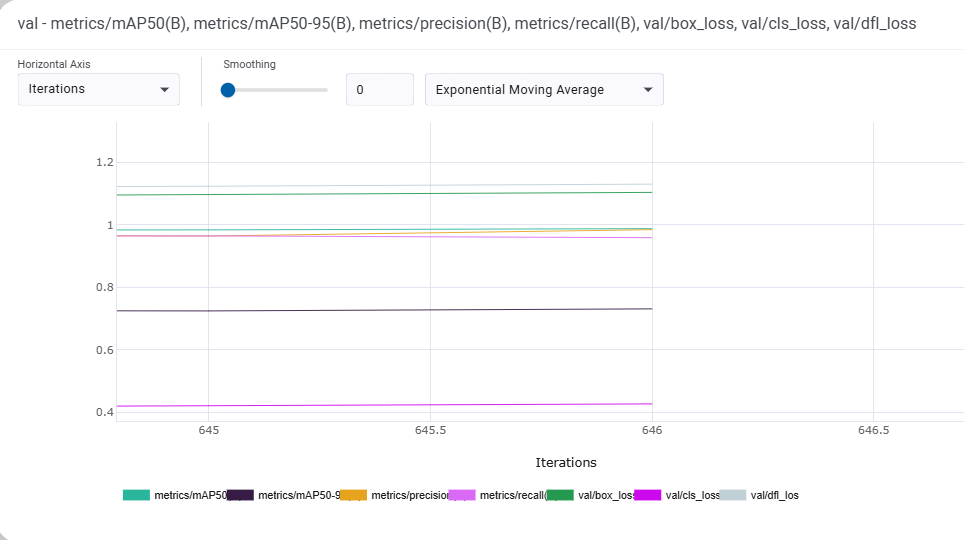 val - metrics/mAP50(B), metrics/mAP50-95(B), metrics/precision(B), metrics/recall(B), val/box_loss, val/cls_loss, val/dfl_loss
Horizontal Axis
Smoothing
Iterations
0
Exponential Moving Average
1.2
1
0.8
0.6
0.4
645
645.5
646
646.5
Iterations
metrics/mAP50 metrics/mAP50-9 metrics/precision metrics/recall( val/box_loss val/cls_loss val/dfl_los